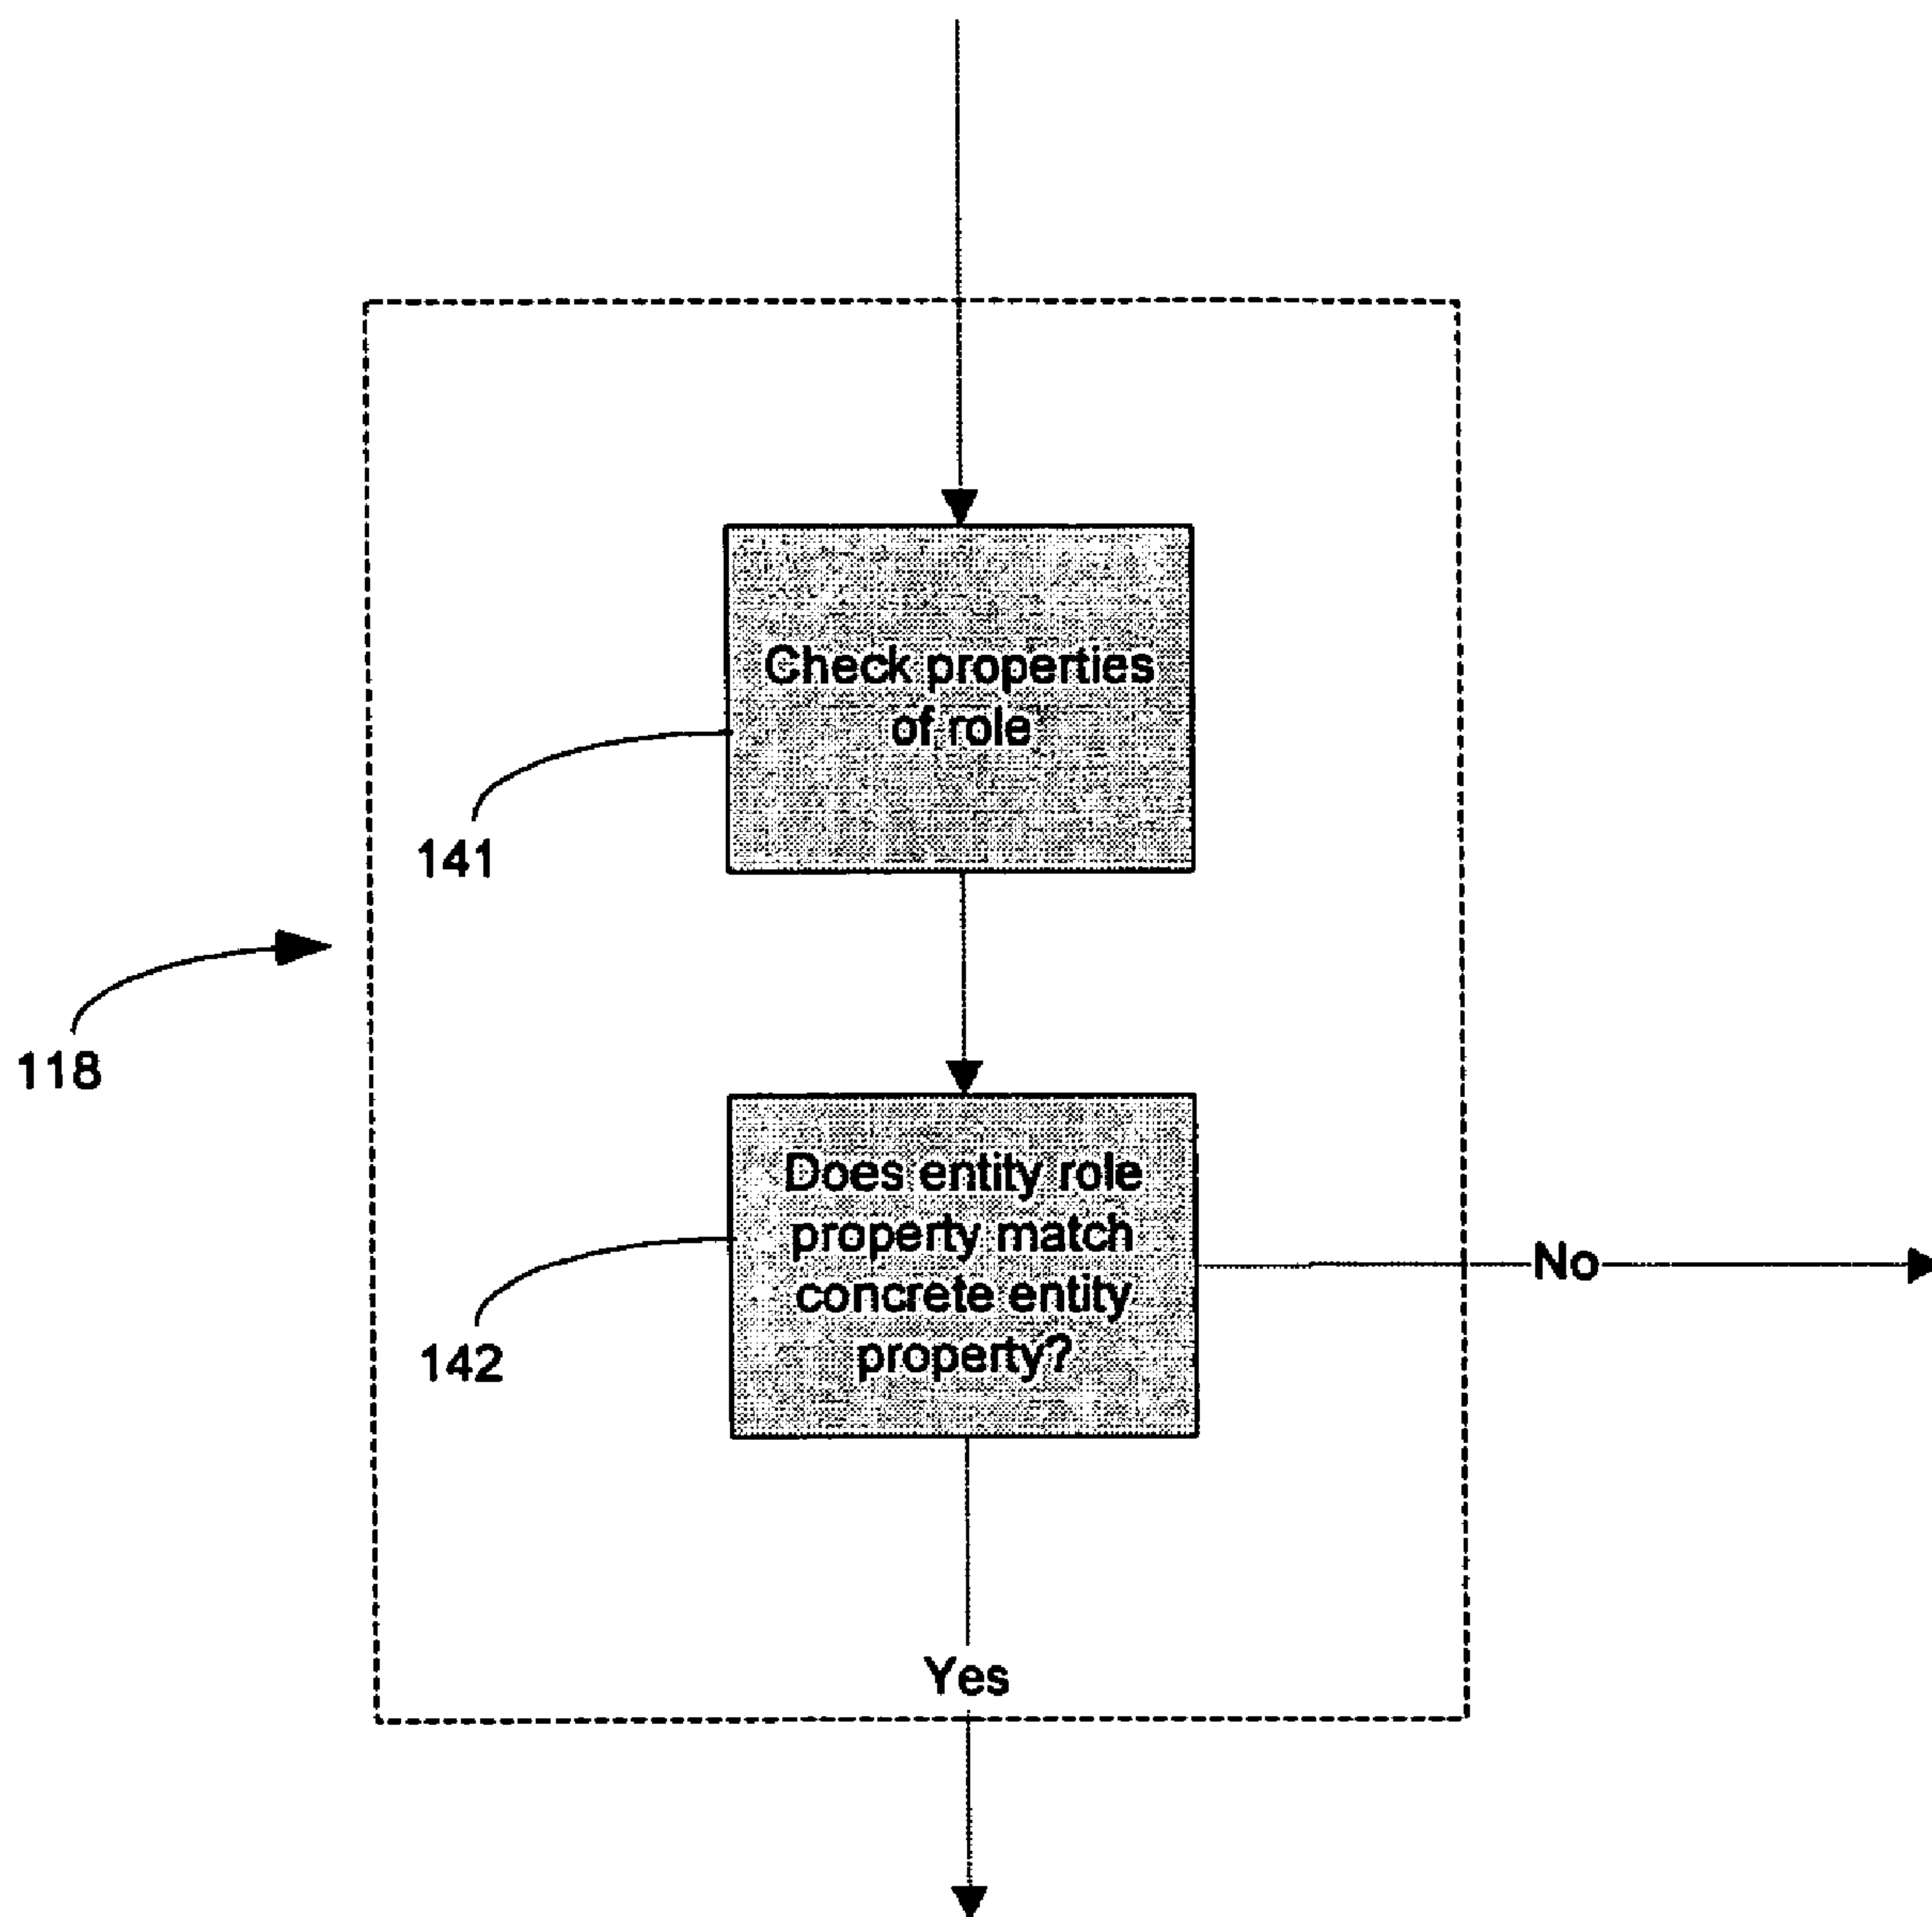 Check properties
of role
141
118
Does entity role
property match
concrete entity
property?
No
142
Yes